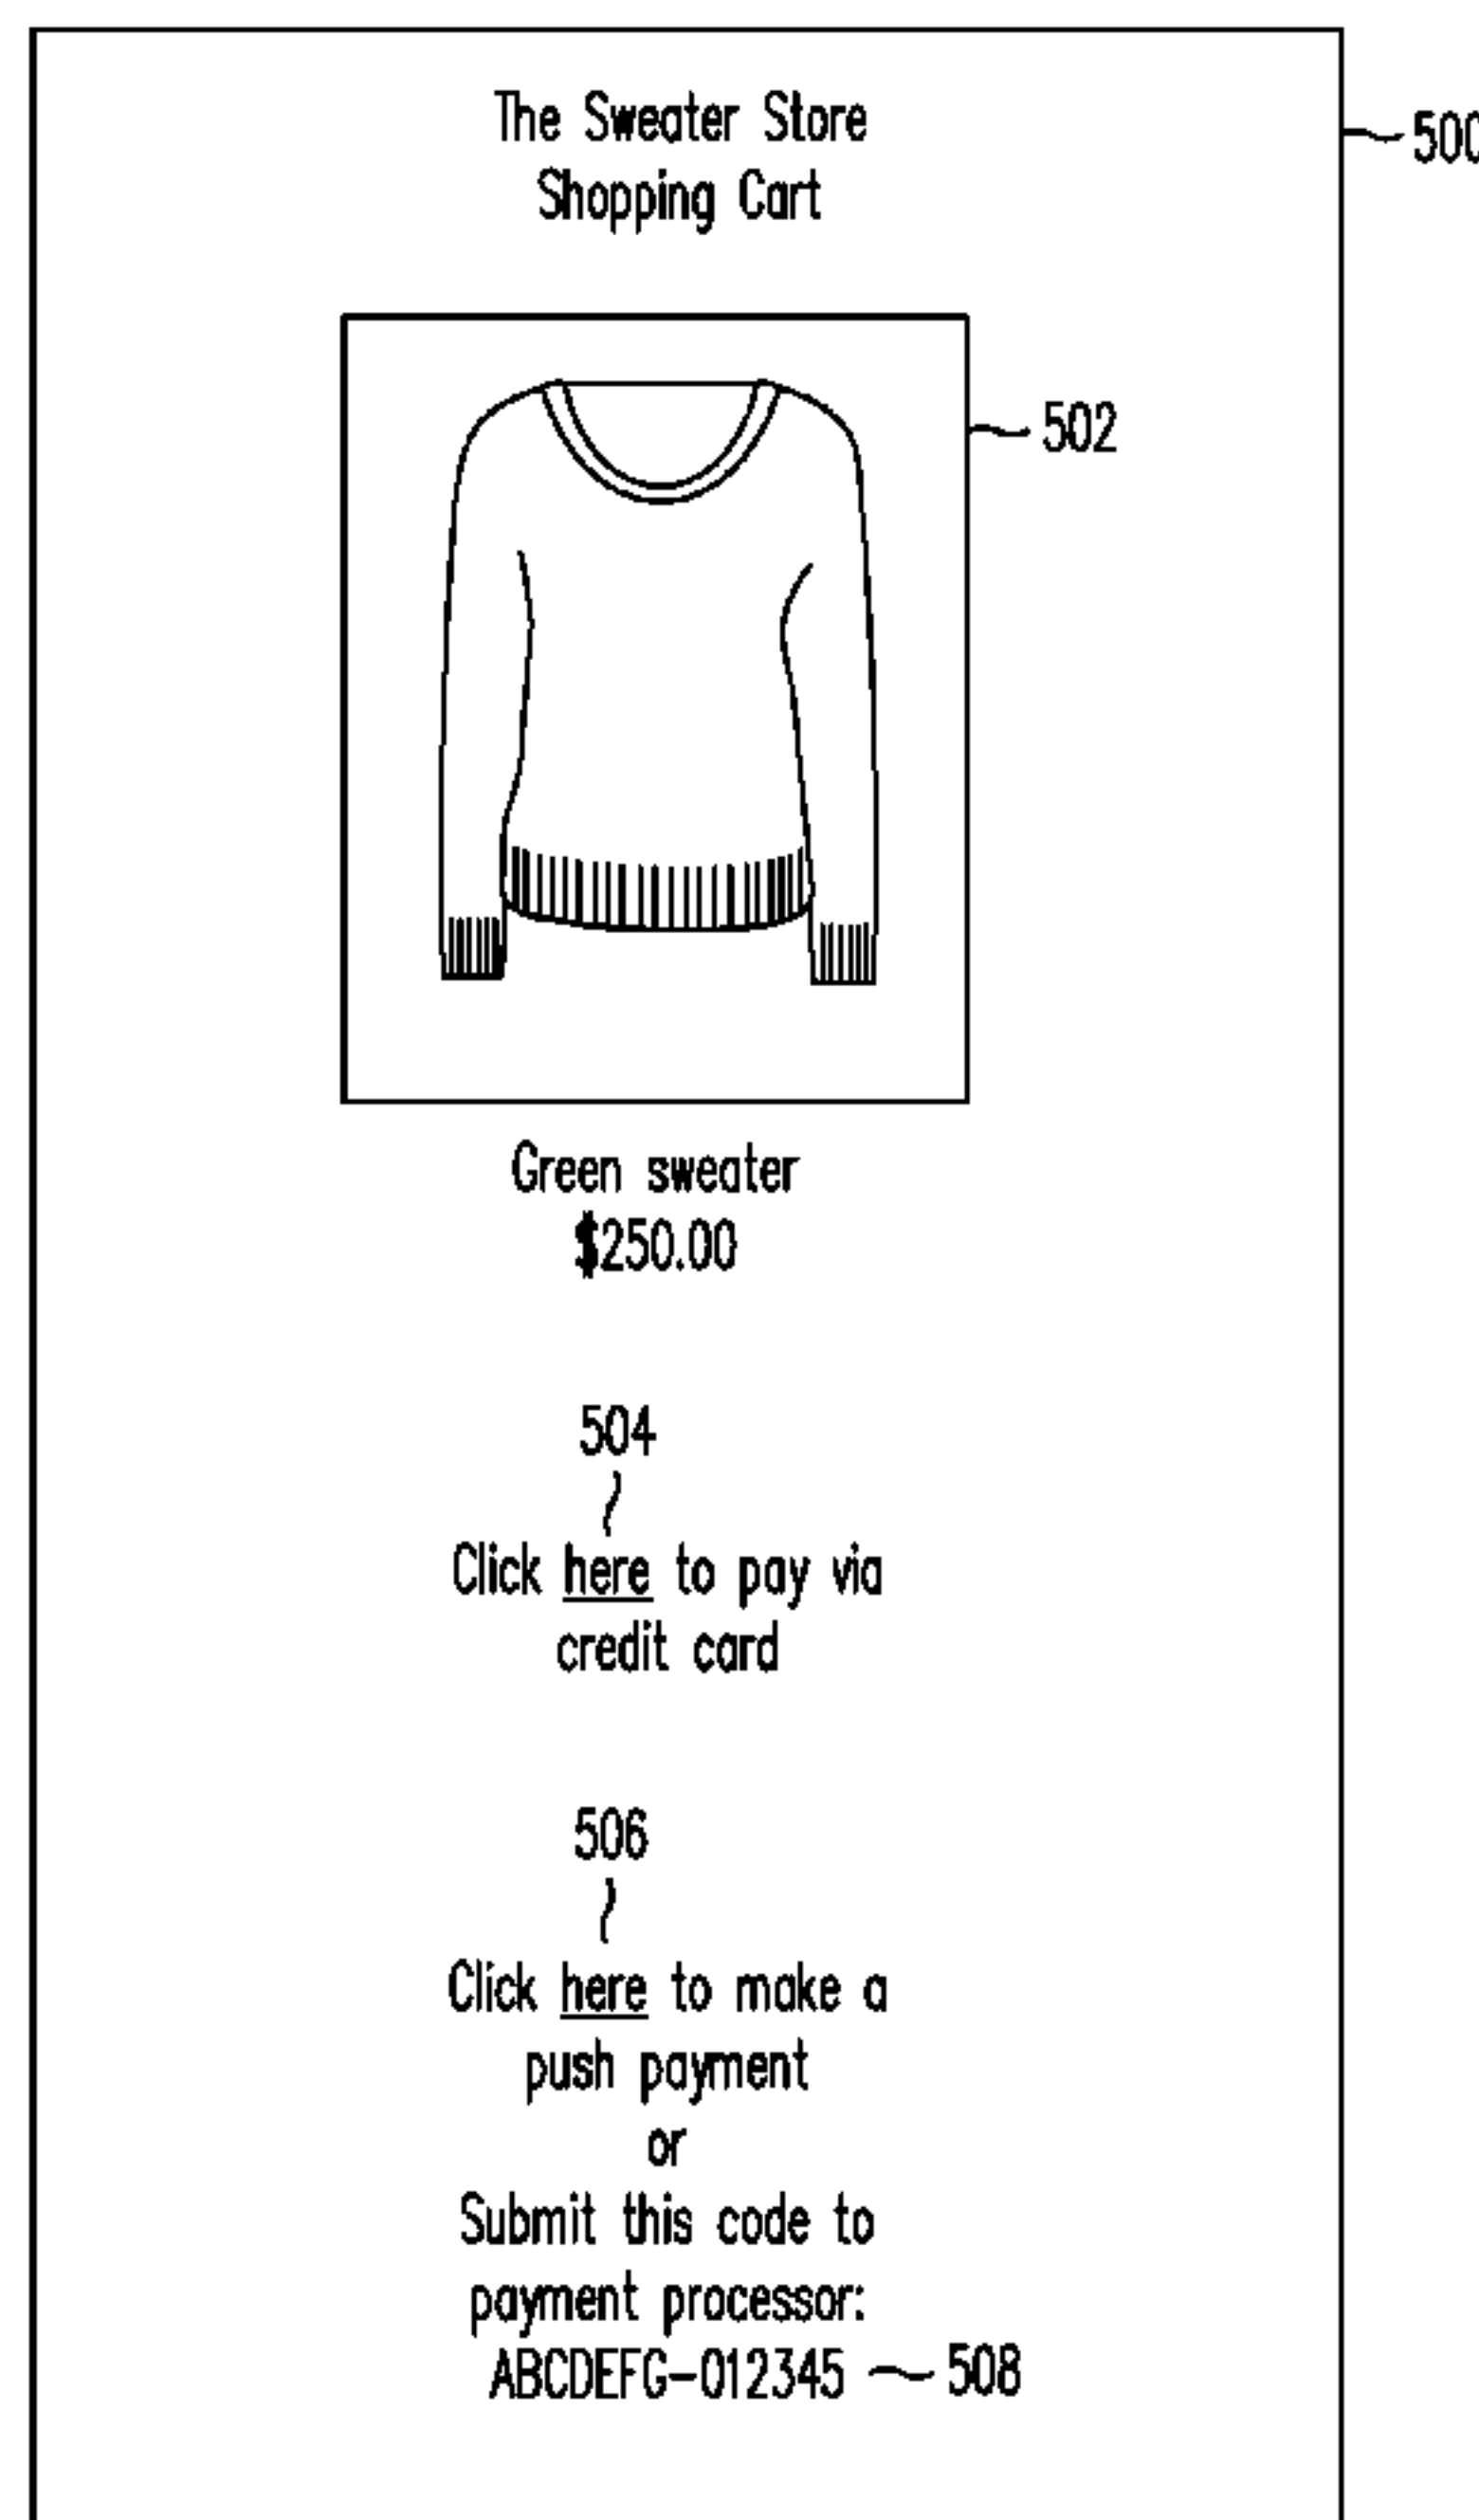 The Sweater Store
500
Shopping Cart
502
Green sweater
$250.00
504
Click here to pay via
credit card
506
Click here to make a
push payment
or
Submit this code to
payment processor:
ABCDEFG-012345 508